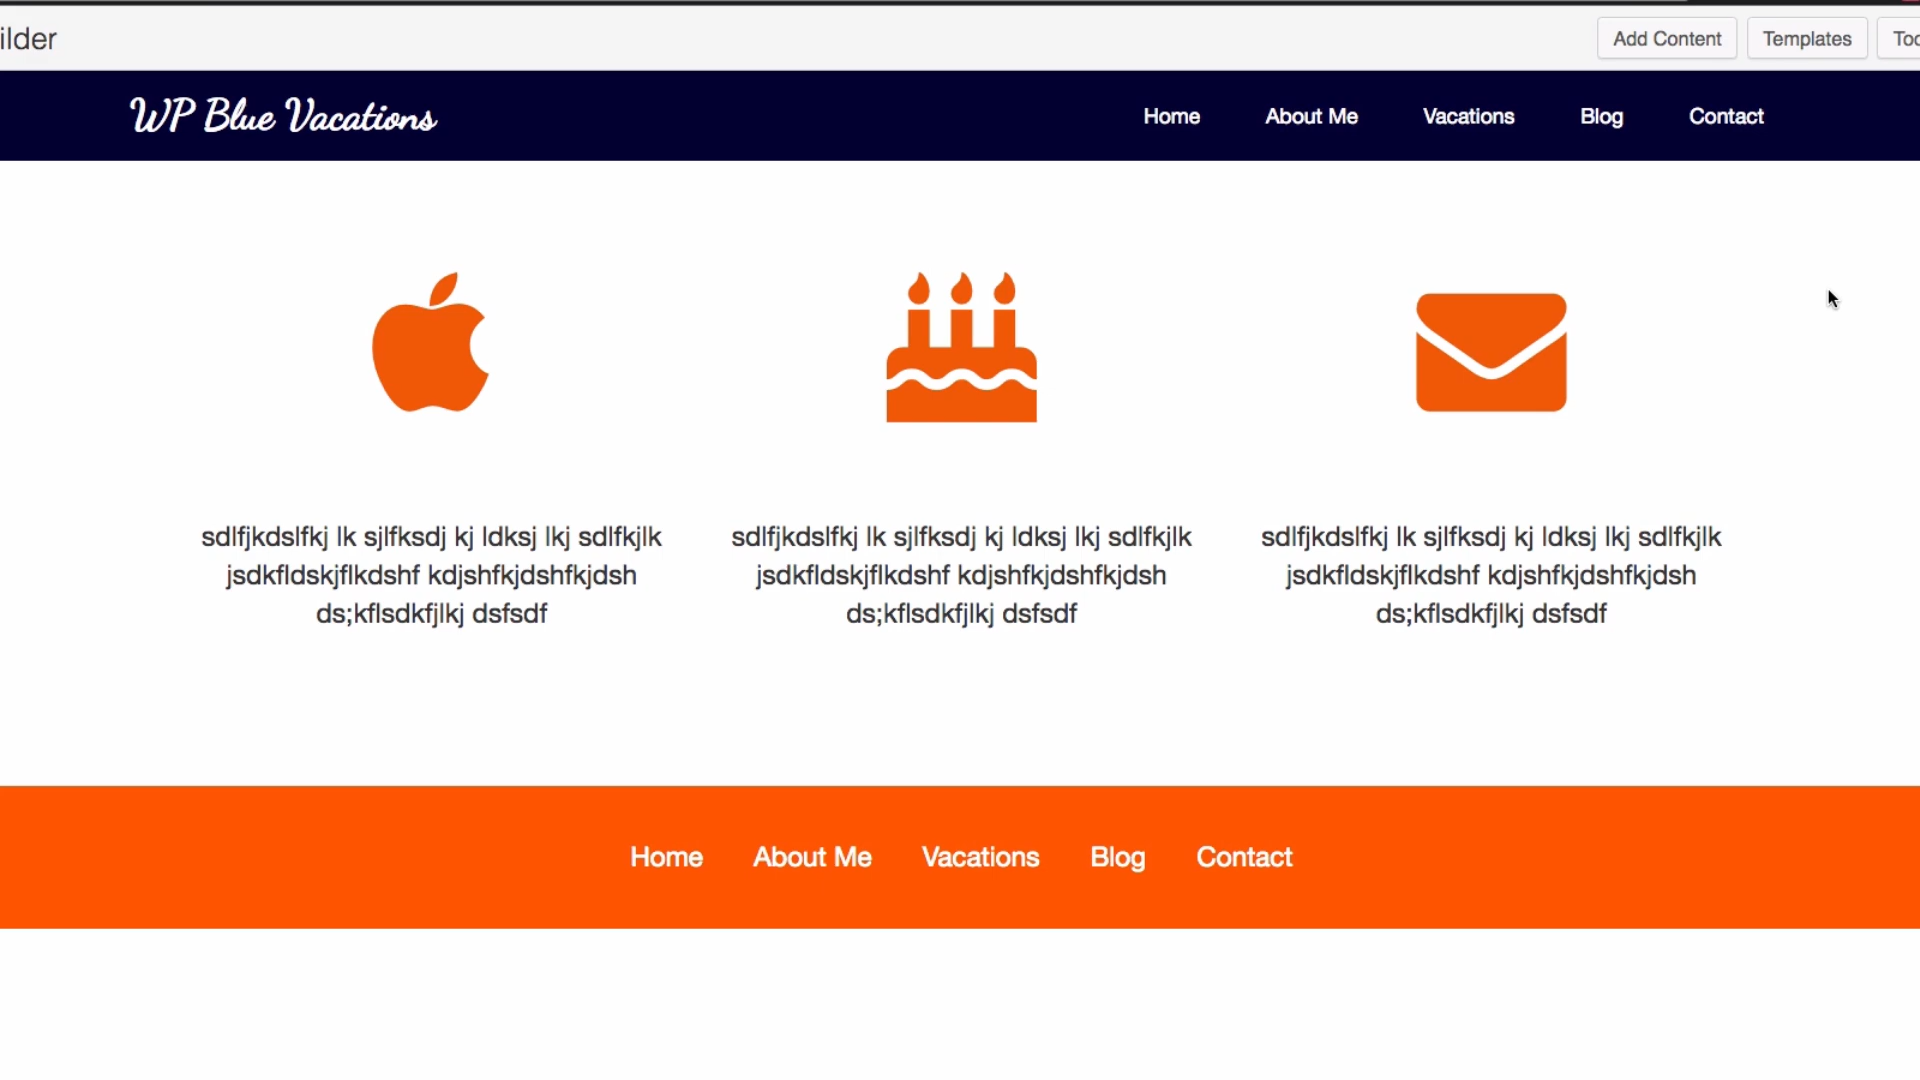 ilder
Add Content Templates Too
WP Blue Vacations
Home About Me Vacations Blog Contact
sdlfjkdslfkj lk sjlfksdj kj ldksj lkj sdlfkjlk
jsdkfldskjflkdshf kdjshfkjdshfkjdsh
ds;kflsdkfjlkj dsfsdf
sdlfjkdslfkj lk sjlfksdj kj ldksj lkj sdlfkjlk
jsdkfldskjflkdshf kdjshfkjdshfkjdsh
ds;kflsdkfjlkj dsfsdf
sdlfjkdslfkj lk sjlfksdj kj ldksj lkj sdlfkjlk
jsdkfldskjflkdshf kdjshfkjdshfkjdsh
ds;kflsdkfjlkj dsfsdf
Home About Me Vacations Blog Contact